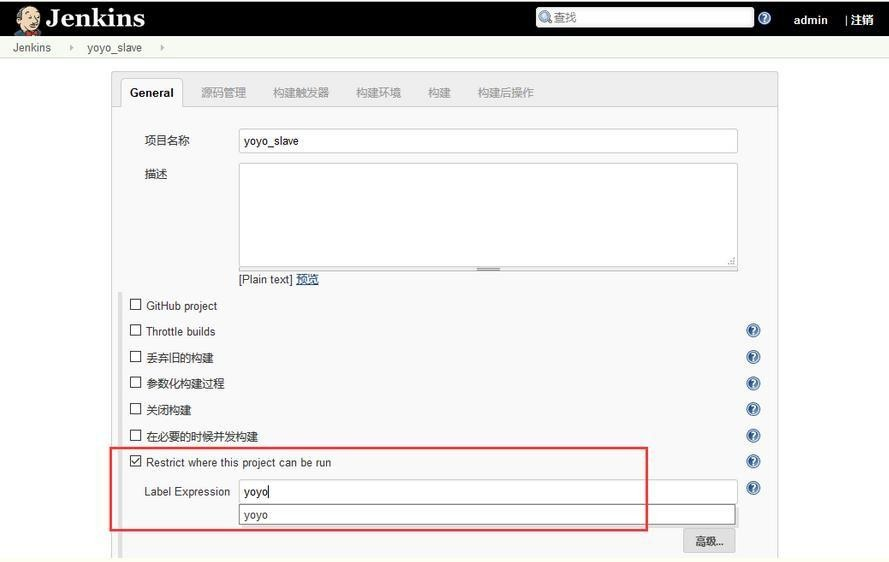 Jenkins
查找
admin
| 注销
Jenkins
yoyo_slave
General 源码管理 构建触发器 构建环境 构建 构建后操作
项目名称 yoyo_slave
描述
[Plain text] 预览
GitHub project
Throttle builds
丢弃旧的构建
参数化构建过程
关闭构建
在必要的时候并发构建
Restrict where this project can be run
Label Expression yoyo
yoyo
高级...